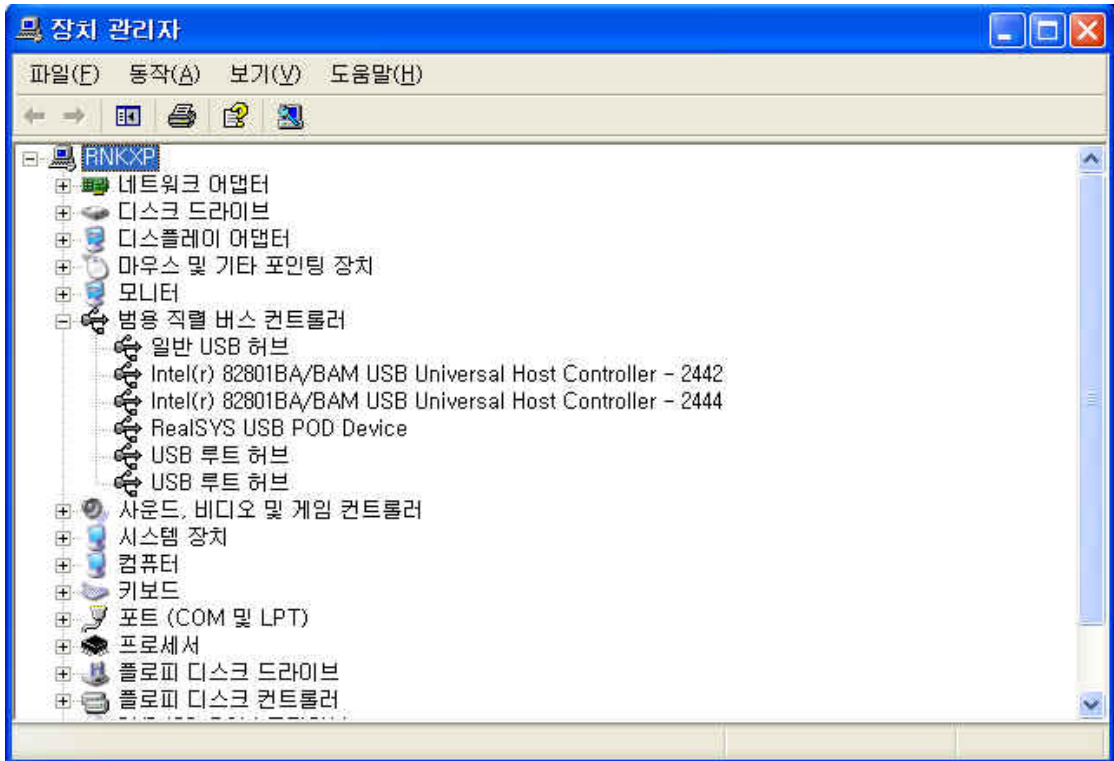 장치 관리자
파일(F) 동작(A) 보기(V) 도움말(H)
RNKXP
네트워크 어댑터
디스크 드라이브
디스플레이 어댑터
마우스 및 기타 포인팅 장치
모니터
범용 직렬 버스 컨트롤러
일반 USB 허브
Intel(r) 82801BA/BAM USB Universal Host Controller - 2442
Intel(r) 82801BA/BAM USB Universal Host Controller - 2444
RealSYS USB POD Device
USB 루트 허브
USB 루트 허브
사운드, 비디오 및 게임 컨트롤러
시스템 장치
컴퓨터
키보드
포트 (COM 및 LPT)
프로세서
플로피 디스크 드라이브
플로피 디스크 컨트롤러